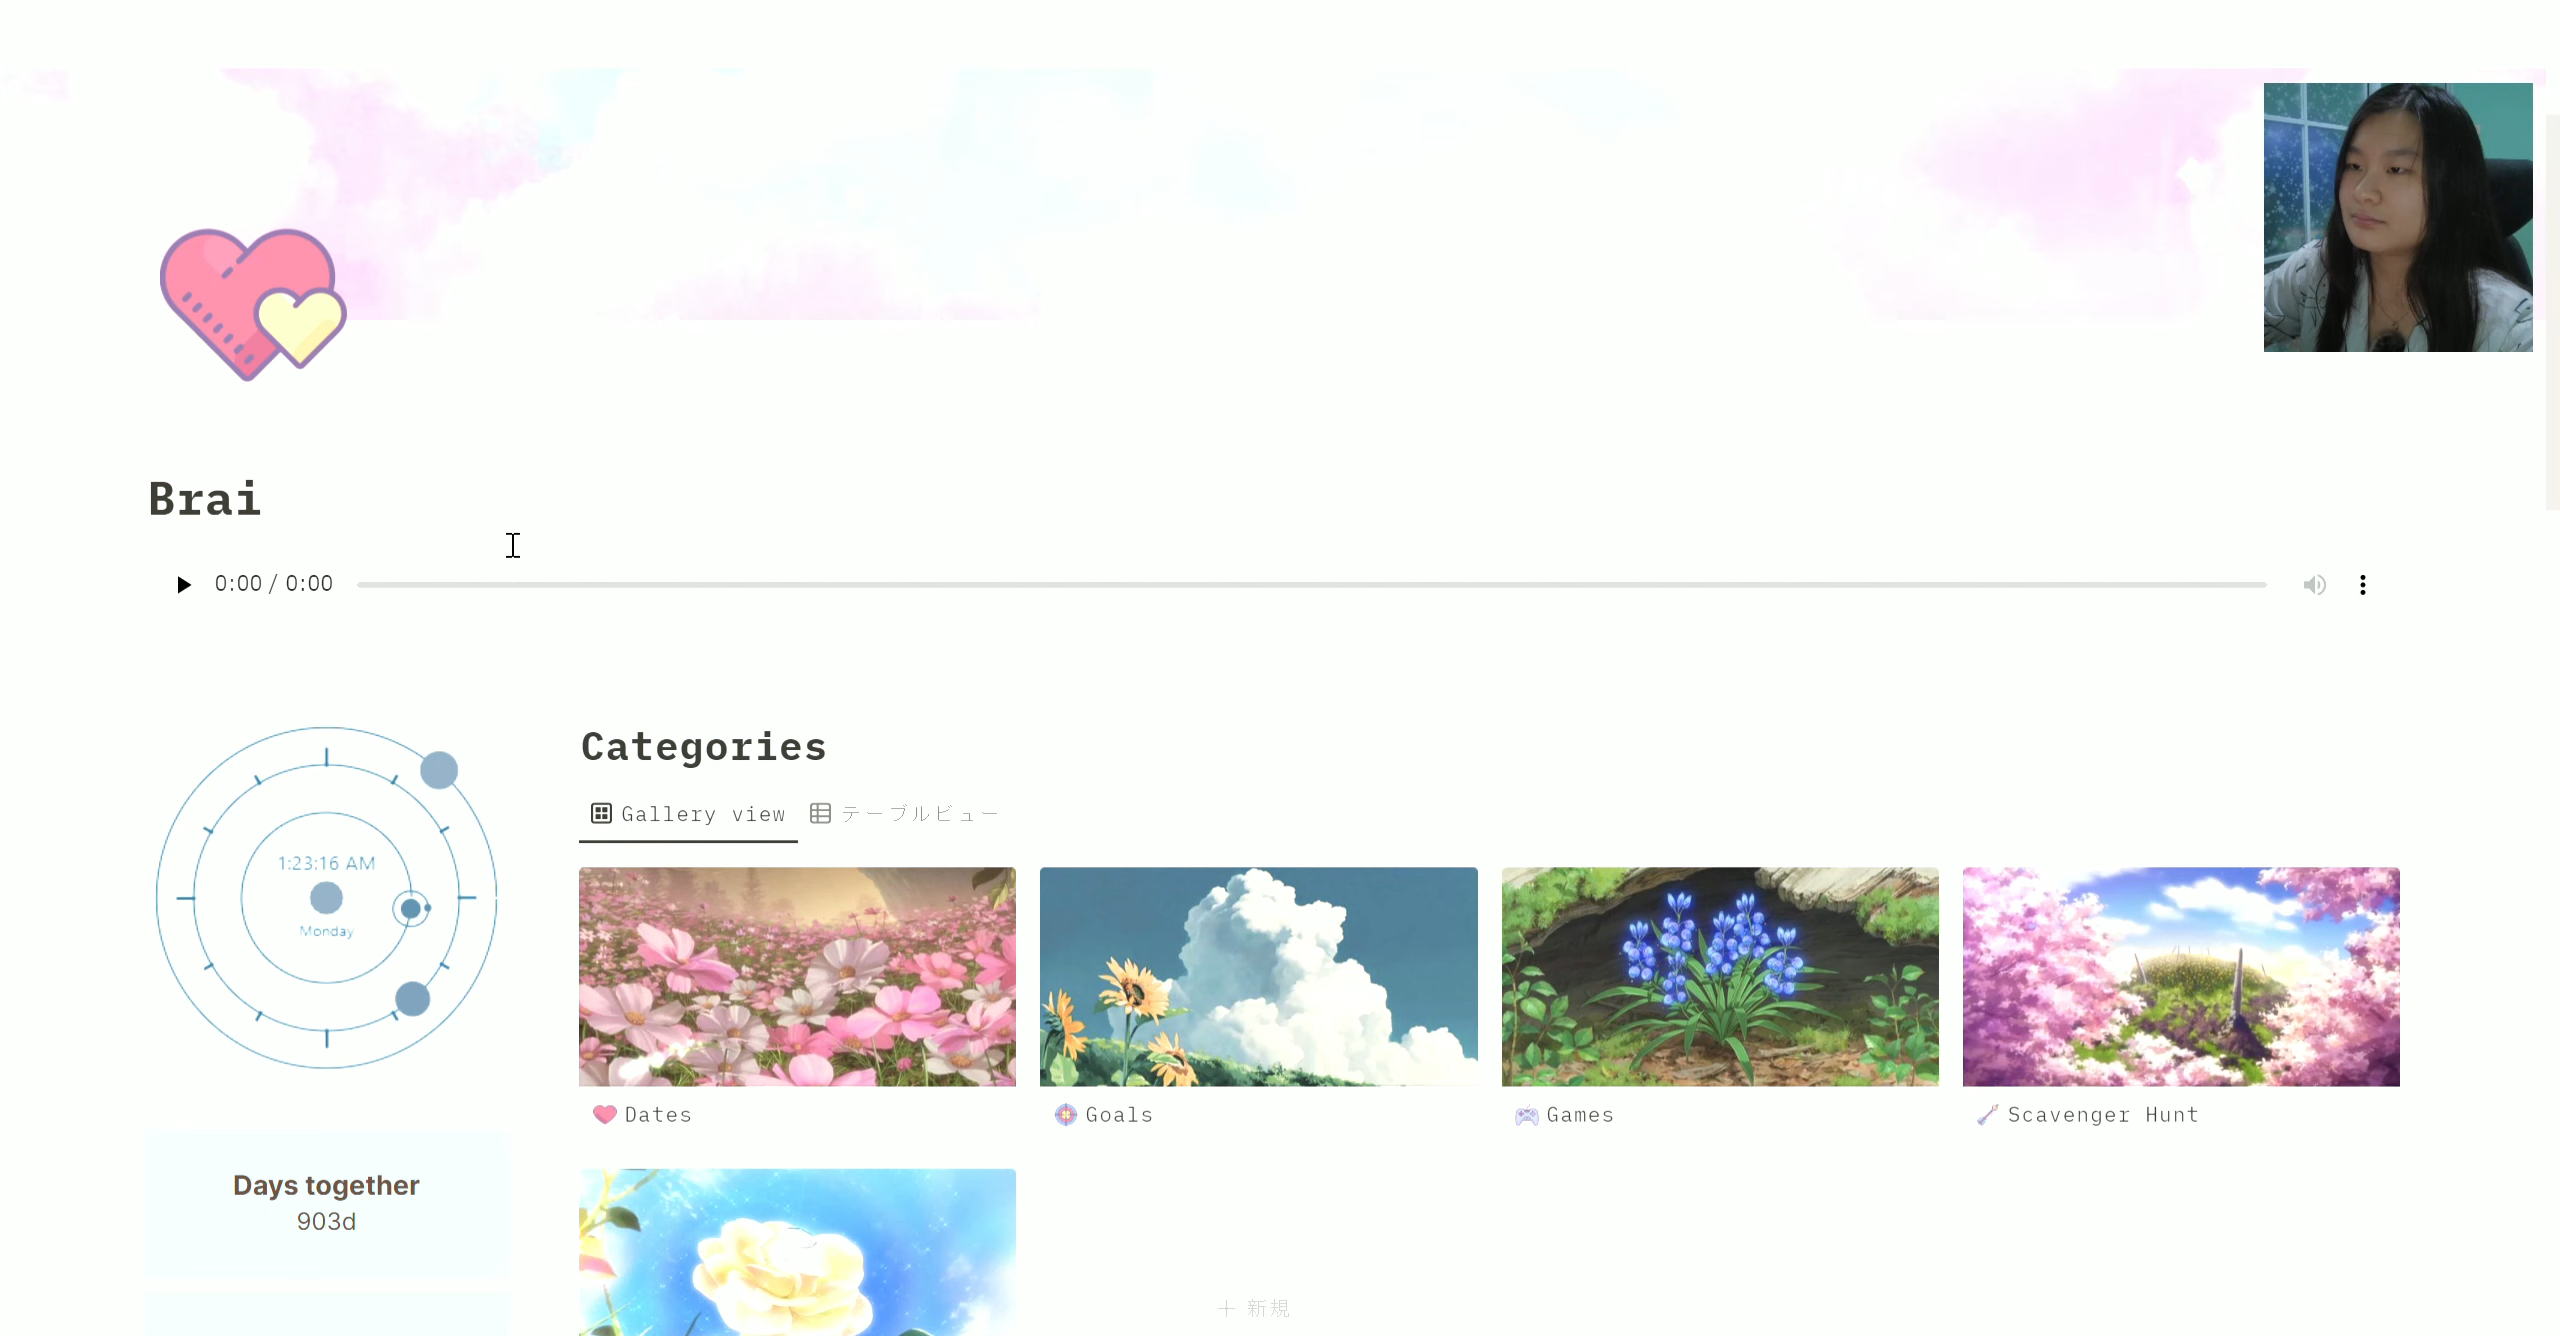 Brai
0:00 / 0:00
Categories
Gallery view テーブルビュー
1:23:16 AM
Monday
Dates
Goals
Games
Scavenger Hunt
Days together
903d
+ 新規